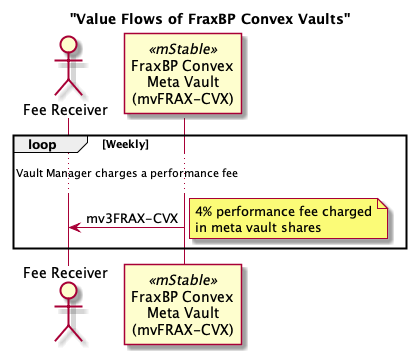 "Value Flows of FraxBP Convex Vaults"
«mStable»
FraxBP Convex
Meta Vault
(mvFRAX-CVX)
Fee Receiver
loop [Weekly]
Vault Manager charges a performance fee
mv3FRAX-CVX
4% performance fee charged
in meta vault shares
Fee Receiver
«mStable»
FraxBP Convex
Meta Vault
(mvFRAX-CVX)